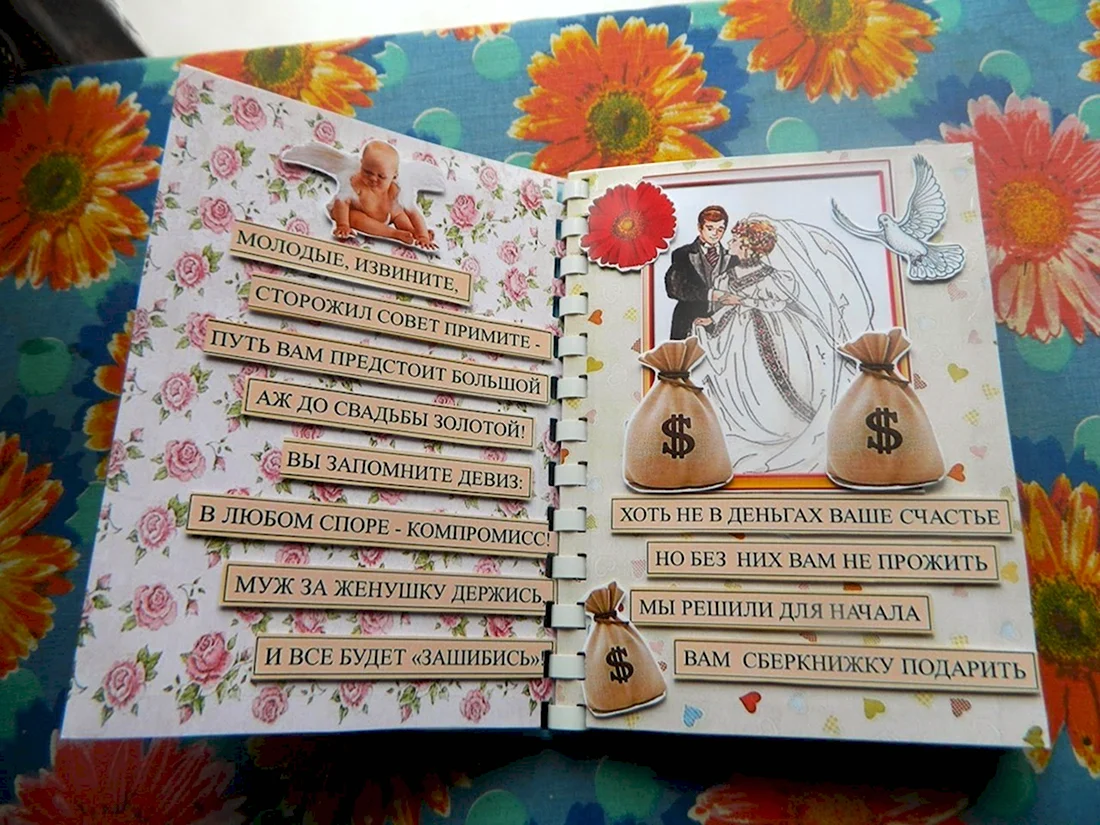 МОЛОДЫЕ, ИЗВИНИТЕ,
СТОРОЖИЛ СОВЕТ ПРИМИТЕ -
ПУТЬ ВАМ ПРЕДСТОИТ БОЛЬШОЙ
АЖ ДО СВАДЬБЫ ЗОЛОТОЙ!
ВЫ ЗАПОМНИТЕ ДЕВИЗ:
В ЛЮБОМ СПОРЕ - КОМПРОМИСС!
МУЖ ЗА ЖЕНУШКУ ДЕРЖИСЬ,
И ВСЕ БУДЕТ «ЗАШИБИСЬ»!
$
$
ХОТЬ НЕ В ДЕНЬГАХ ВАШЕ СЧАСТЬЕ
НО БЕЗ НИХ ВАМ НЕ ПРОЖИТЬ
МЫ РЕШИЛИ ДЛЯ НАЧАЛА
ВАМ СБЕРКНИЖКУ ПОДАРИТЬ
$